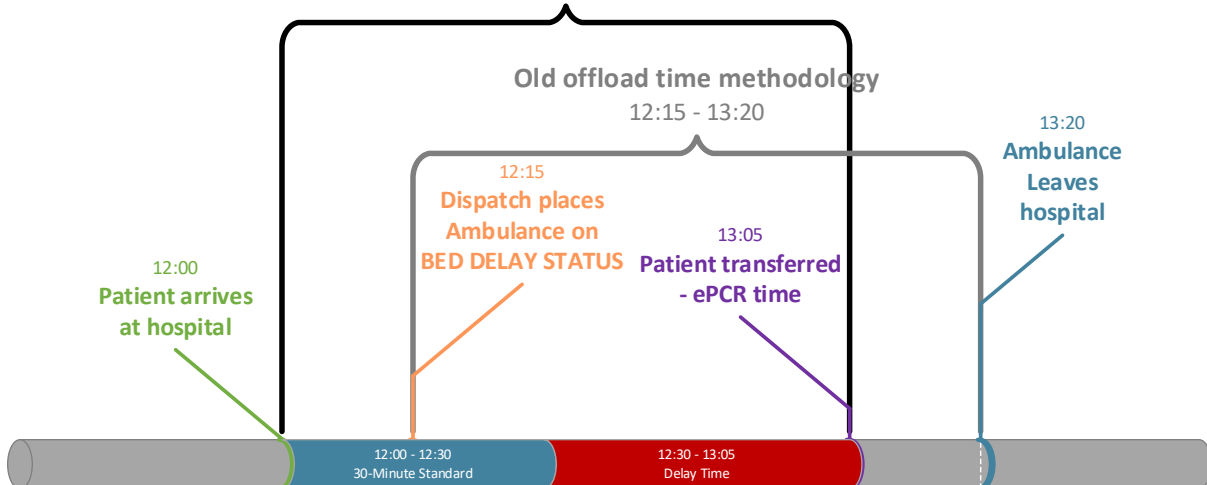 Old offload time methodology
12:15 - 13:20
13:20
Ambulance
Leaves
hospital
12:15
Dispatch places
Ambulance on
BED DELAY STATUS
13:05
Patient transferred
- ePCR time
12:00
Patient arrives
at hospital
12:00 - 12:30
30-Minute Standard
12:30 - 13:05
Delay Time